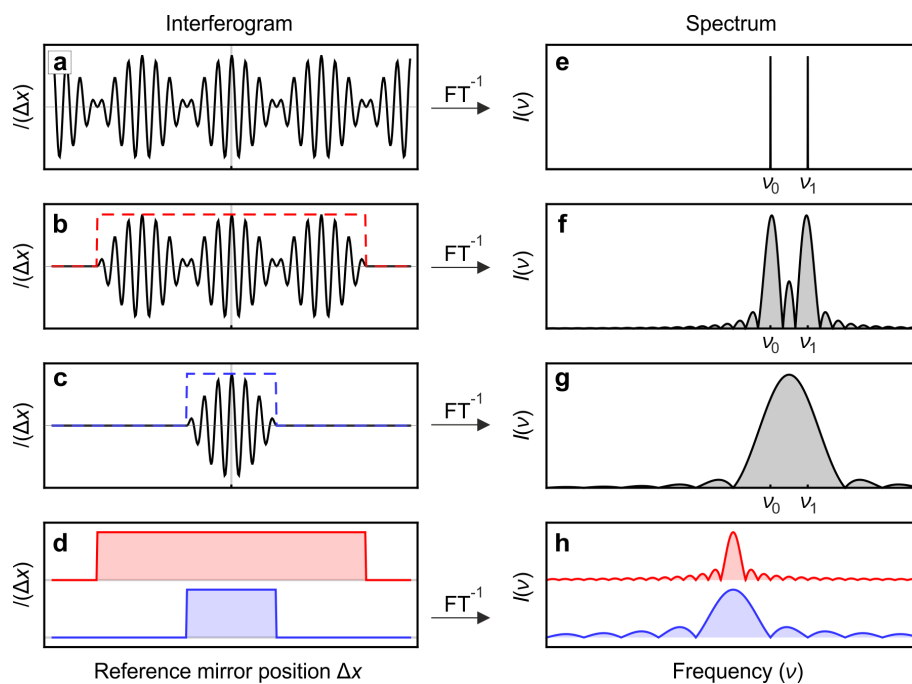 Interferogram
Spectrum
a
I(Δx)
FT⁻¹
e
I(ν)
ν₀ ν₁
b
I(Δx)
FT⁻¹
f
I(ν)
ν₀ ν₁
c
I(Δx)
FT⁻¹
g
I(ν)
ν₀ ν₁
d
I(Δx)
FT⁻¹
h
I(ν)
Reference mirror position Δx
Frequency (ν)